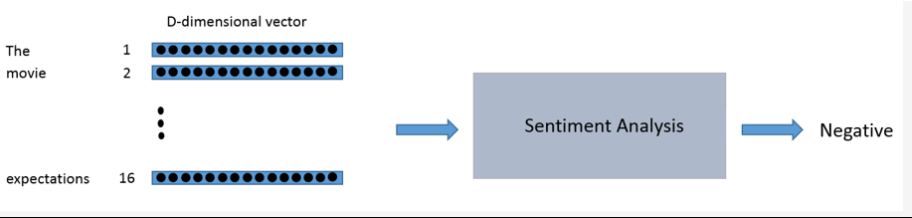 D-dimensional vector
The 1
movie 2
expectations 16
Sentiment Analysis
Negative